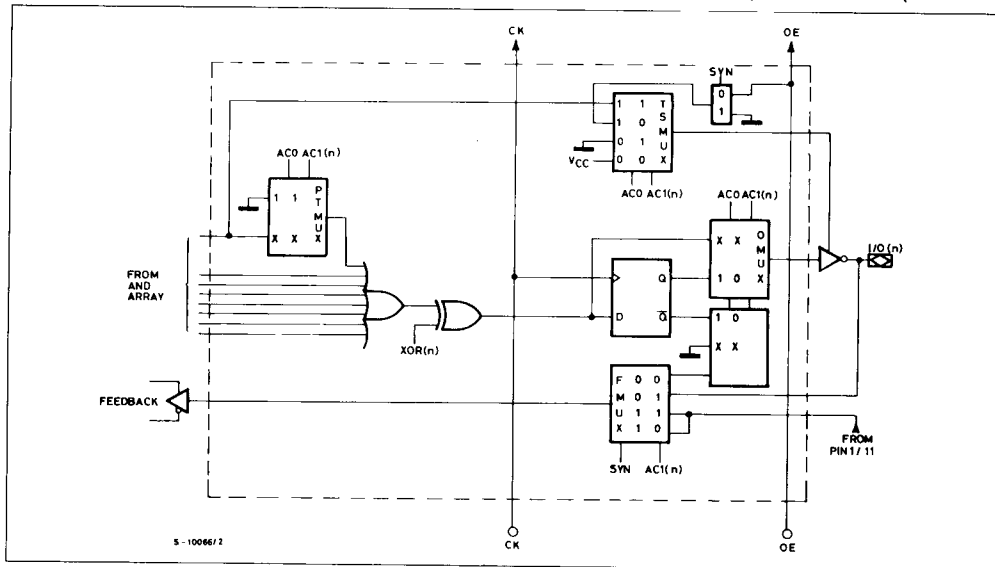 CK
OE
SYN
0
1
1 1 T
1 0 S
0 1 M U
0 0 X
VCC
AC0 AC1(n)
AC0 AC1(n)
1 1 P T M U
X X X
AC0 AC1(n)
X X O M U
1 0 X
I/O(n)
FROM
AND
ARRAY
XOR(n)
Q
D Q̅
1 0
X X
F 0 0
M 0 1
U 1 1
X 1 0
FEEDBACK
SYN AC1(n)
FROM
PIN 1/11
S-10066/2
CK
OE